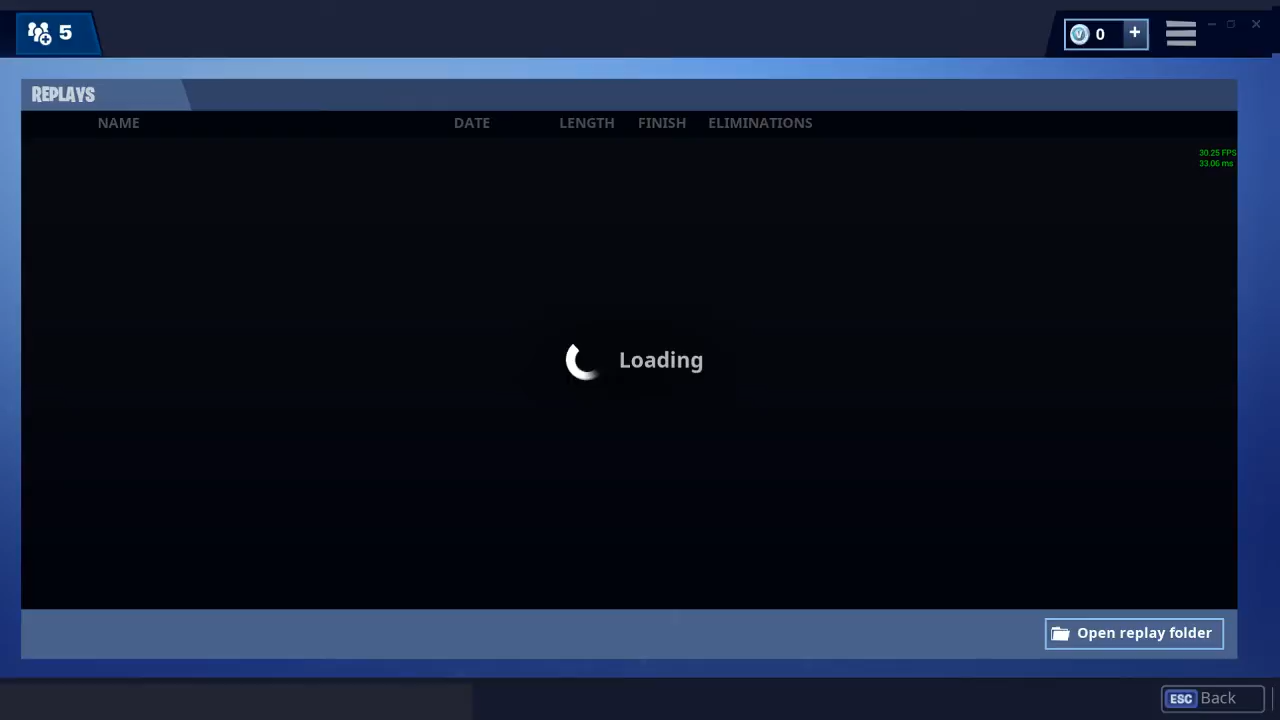 5
V 0 +
REPLAYS
NAME DATE LENGTH FINISH ELIMINATIONS
30.25 FPS
33.06 ms
Loading
Open replay folder
ESC Back